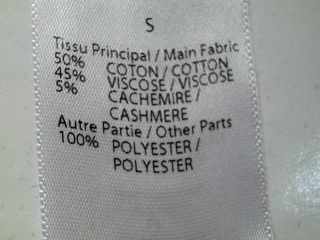 S
Tissu Principal / Main Fabric
50% COTON / COTTON
45% VISCOSE / VISCOSE
5% CACHEMIRE /
CASHMERE
Autre Partie / Other Parts
100% POLYESTER /
POLYESTER